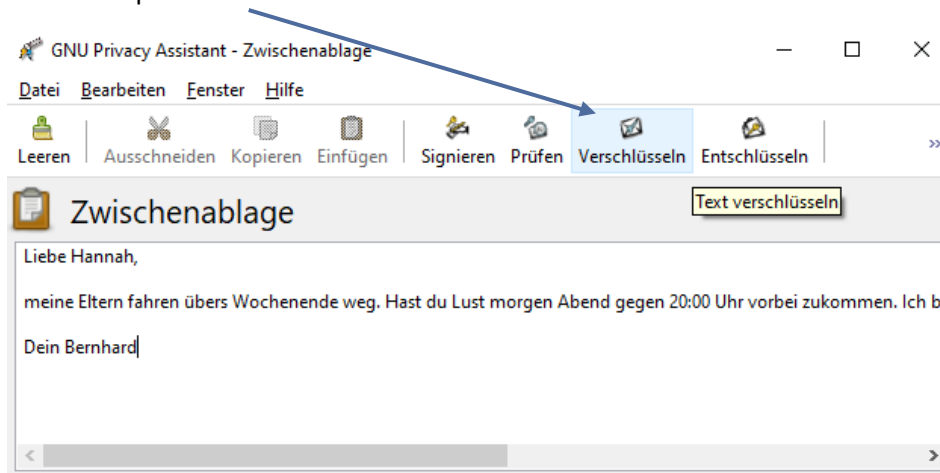 GNU Privacy Assistant - Zwischenablage
Datei Bearbeiten Fenster Hilfe
Leeren Ausschneiden Kopieren Einfügen Signieren Prüfen Verschlüsseln Entschlüsseln »
Zwischenablage
Text verschlüsseln
Liebe Hannah,
meine Eltern fahren übers Wochenende weg. Hast du Lust morgen Abend gegen 20:00 Uhr vorbei zukommen. Ich b
Dein Bernhard